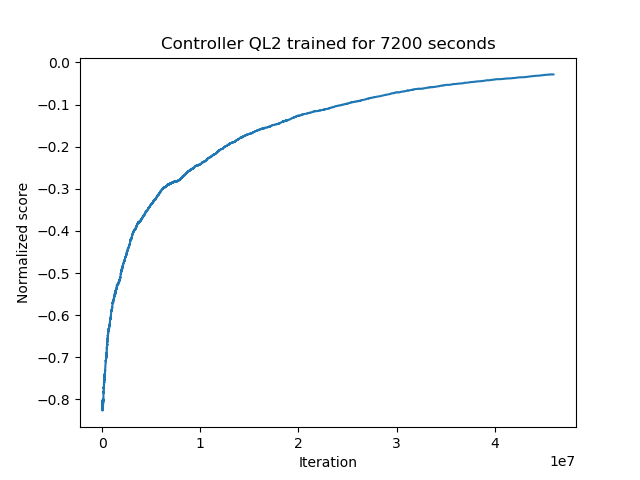 Controller QL2 trained for 7200 seconds
Normalized score
0.0
−0.1
−0.2
−0.3
−0.4
−0.5
−0.6
−0.7
−0.8
0 1 2 3 4
Iteration
1e7